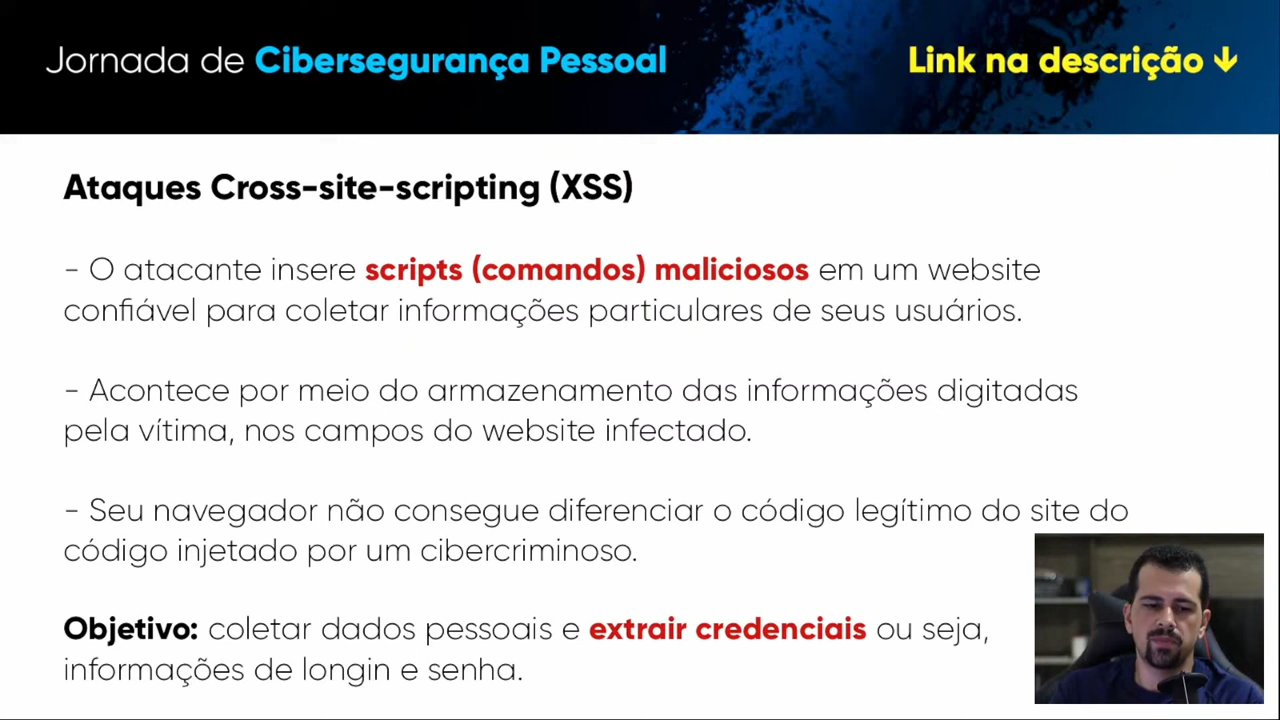 Jornada de Cibersegurança Pessoal
Link na descrição ↓
Ataques Cross-site-scripting (XSS)
- O atacante insere scripts (comandos) maliciosos em um website
confiável para coletar informações particulares de seus usuários.
- Acontece por meio do armazenamento das informações digitadas
pela vítima, nos campos do website infectado.
- Seu navegador não consegue diferenciar o código legítimo do site do
código injetado por um cibercriminoso.
Objetivo: coletar dados pessoais e extrair credenciais ou seja,
informações de longin e senha.